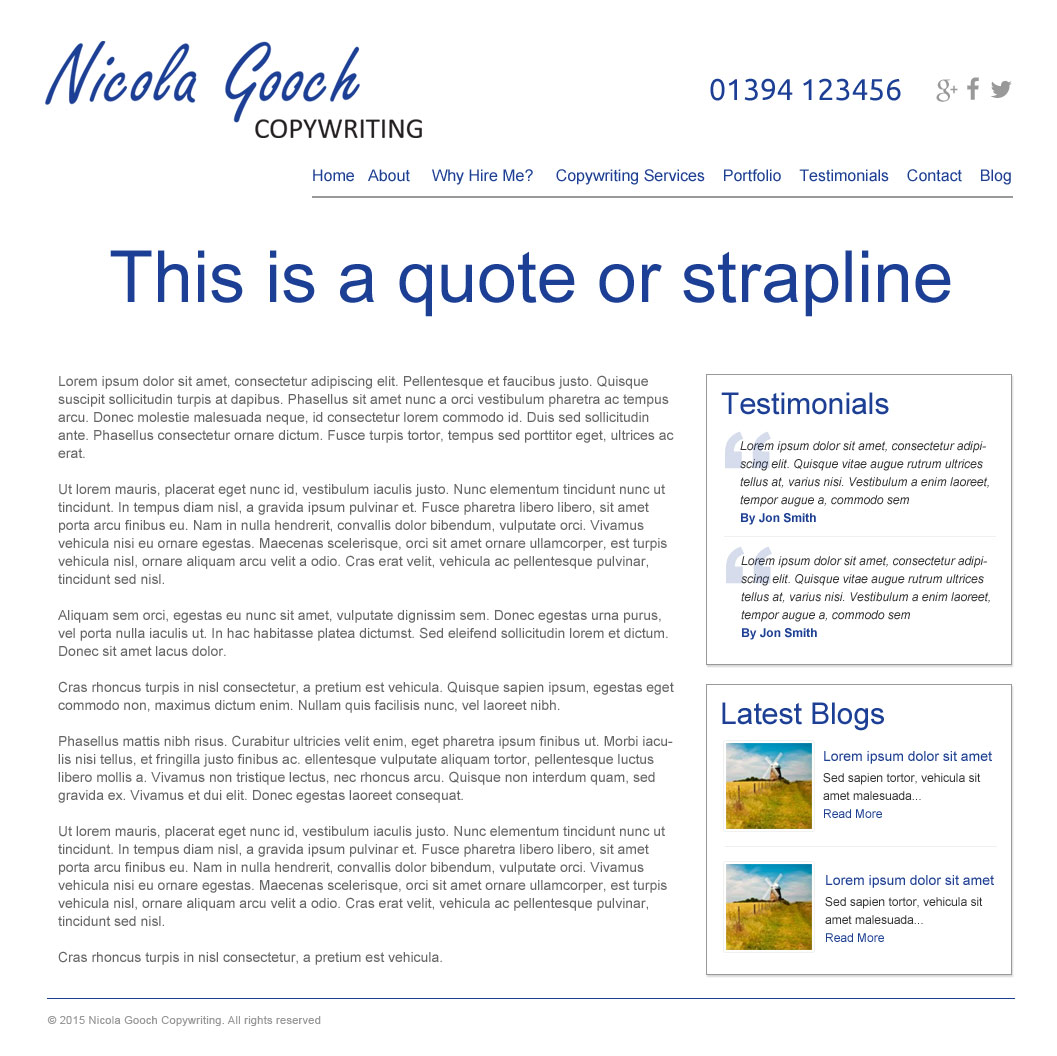 Nicola Gooch
COPYWRITING
01394 123456
Home About Why Hire Me? Copywriting Services Portfolio Testimonials Contact Blog
This is a quote or strapline
Lorem ipsum dolor sit amet, consectetur adipiscing elit. Pellentesque et faucibus justo. Quisque
suscipit sollicitudin turpis at dapibus. Phasellus sit amet nunc a orci vestibulum pharetra ac tempus
arcu. Donec molestie malesuada neque, id consectetur lorem commodo id. Duis sed sollicitudin
ante. Phasellus consectetur ornare dictum. Fusce turpis tortor, tempus sed porttitor eget, ultrices ac
erat.
Ut lorem mauris, placerat eget nunc id, vestibulum iaculis justo. Nunc elementum tincidunt nunc ut
tincidunt. In tempus diam nisl, a gravida ipsum pulvinar et. Fusce pharetra libero libero, sit amet
porta arcu finibus eu. Nam in nulla hendrerit, convallis dolor bibendum, vulputate orci. Vivamus
vehicula nisi eu ornare egestas. Maecenas scelerisque, orci sit amet ornare ullamcorper, est turpis
vehicula nisl, ornare aliquam arcu velit a odio. Cras erat velit, vehicula ac pellentesque pulvinar,
tincidunt sed nisl.
Aliquam sem orci, egestas eu nunc sit amet, vulputate dignissim sem. Donec egestas urna purus,
vel porta nulla iaculis ut. In hac habitasse platea dictumst. Sed eleifend sollicitudin lorem et dictum.
Donec sit amet lacus dolor.
Cras rhoncus turpis in nisl consectetur, a pretium est vehicula. Quisque sapien ipsum, egestas eget
commodo non, maximus dictum enim. Nullam quis facilisis nunc, vel laoreet nibh.
Phasellus mattis nibh risus. Curabitur ultricies velit enim, eget pharetra ipsum finibus ut. Morbi iacu-
lis nisi tellus, et fringilla justo finibus ac. ellentesque vulputate aliquam tortor, pellentesque luctus
libero mollis a. Vivamus non tristique lectus, nec rhoncus arcu. Quisque non interdum quam, sed
gravida ex. Vivamus et dui elit. Donec egestas laoreet consequat.
Ut lorem mauris, placerat eget nunc id, vestibulum iaculis justo. Nunc elementum tincidunt nunc ut
tincidunt. In tempus diam nisl, a gravida ipsum pulvinar et. Fusce pharetra libero libero, sit amet
porta arcu finibus eu. Nam in nulla hendrerit, convallis dolor bibendum, vulputate orci. Vivamus
vehicula nisi eu ornare egestas. Maecenas scelerisque, orci sit amet ornare ullamcorper, est turpis
vehicula nisl, ornare aliquam arcu velit a odio. Cras erat velit, vehicula ac pellentesque pulvinar,
tincidunt sed nisl.
Cras rhoncus turpis in nisl consectetur, a pretium est vehicula.
Testimonials
“
Lorem ipsum dolor sit amet, consectetur adipi-
scing elit. Quisque vitae augue rutrum ultrices
tellus at, varius nisi. Vestibulum a enim laoreet,
tempor augue a, commodo sem
By Jon Smith
“
Lorem ipsum dolor sit amet, consectetur adipi-
scing elit. Quisque vitae augue rutrum ultrices
tellus at, varius nisi. Vestibulum a enim laoreet,
tempor augue a, commodo sem
By Jon Smith
Latest Blogs
Lorem ipsum dolor sit amet
Sed sapien tortor, vehicula sit
amet malesuada...
Read More
Lorem ipsum dolor sit amet
Sed sapien tortor, vehicula sit
amet malesuada...
Read More
© 2015 Nicola Gooch Copywriting. All rights reserved